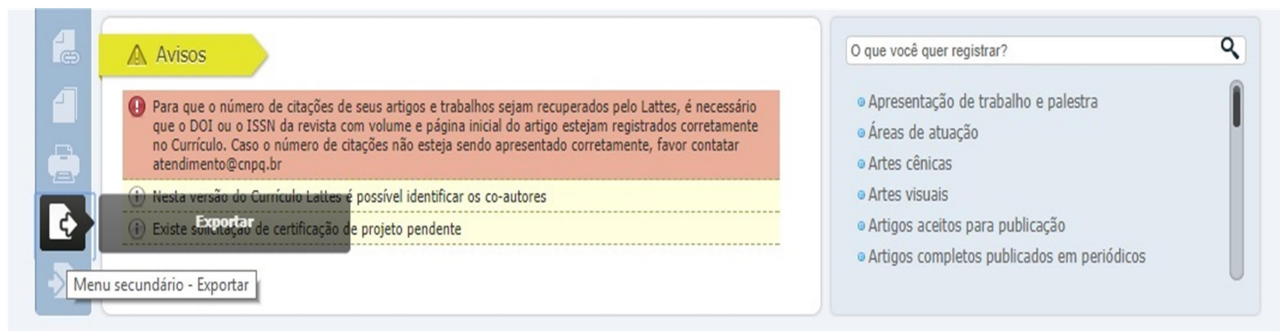 Avisos
Para que o número de citações de seus artigos e trabalhos sejam recuperados pelo Lattes, é necessário
que o DOI ou o ISSN da revista com volume e página inicial do artigo estejam registrados corretamente
no Currículo. Caso o número de citações não esteja sendo apresentado corretamente, favor contatar
atendimento@cnpq.br
Nesta versão do Currículo Lattes é possível identificar os co-autores
Exportar
Existe solicitação de certificação de projeto pendente
Menu secundário - Exportar
O que você quer registrar?
Apresentação de trabalho e palestra
Áreas de atuação
Artes cênicas
Artes visuais
Artigos aceitos para publicação
Artigos completos publicados em periódicos